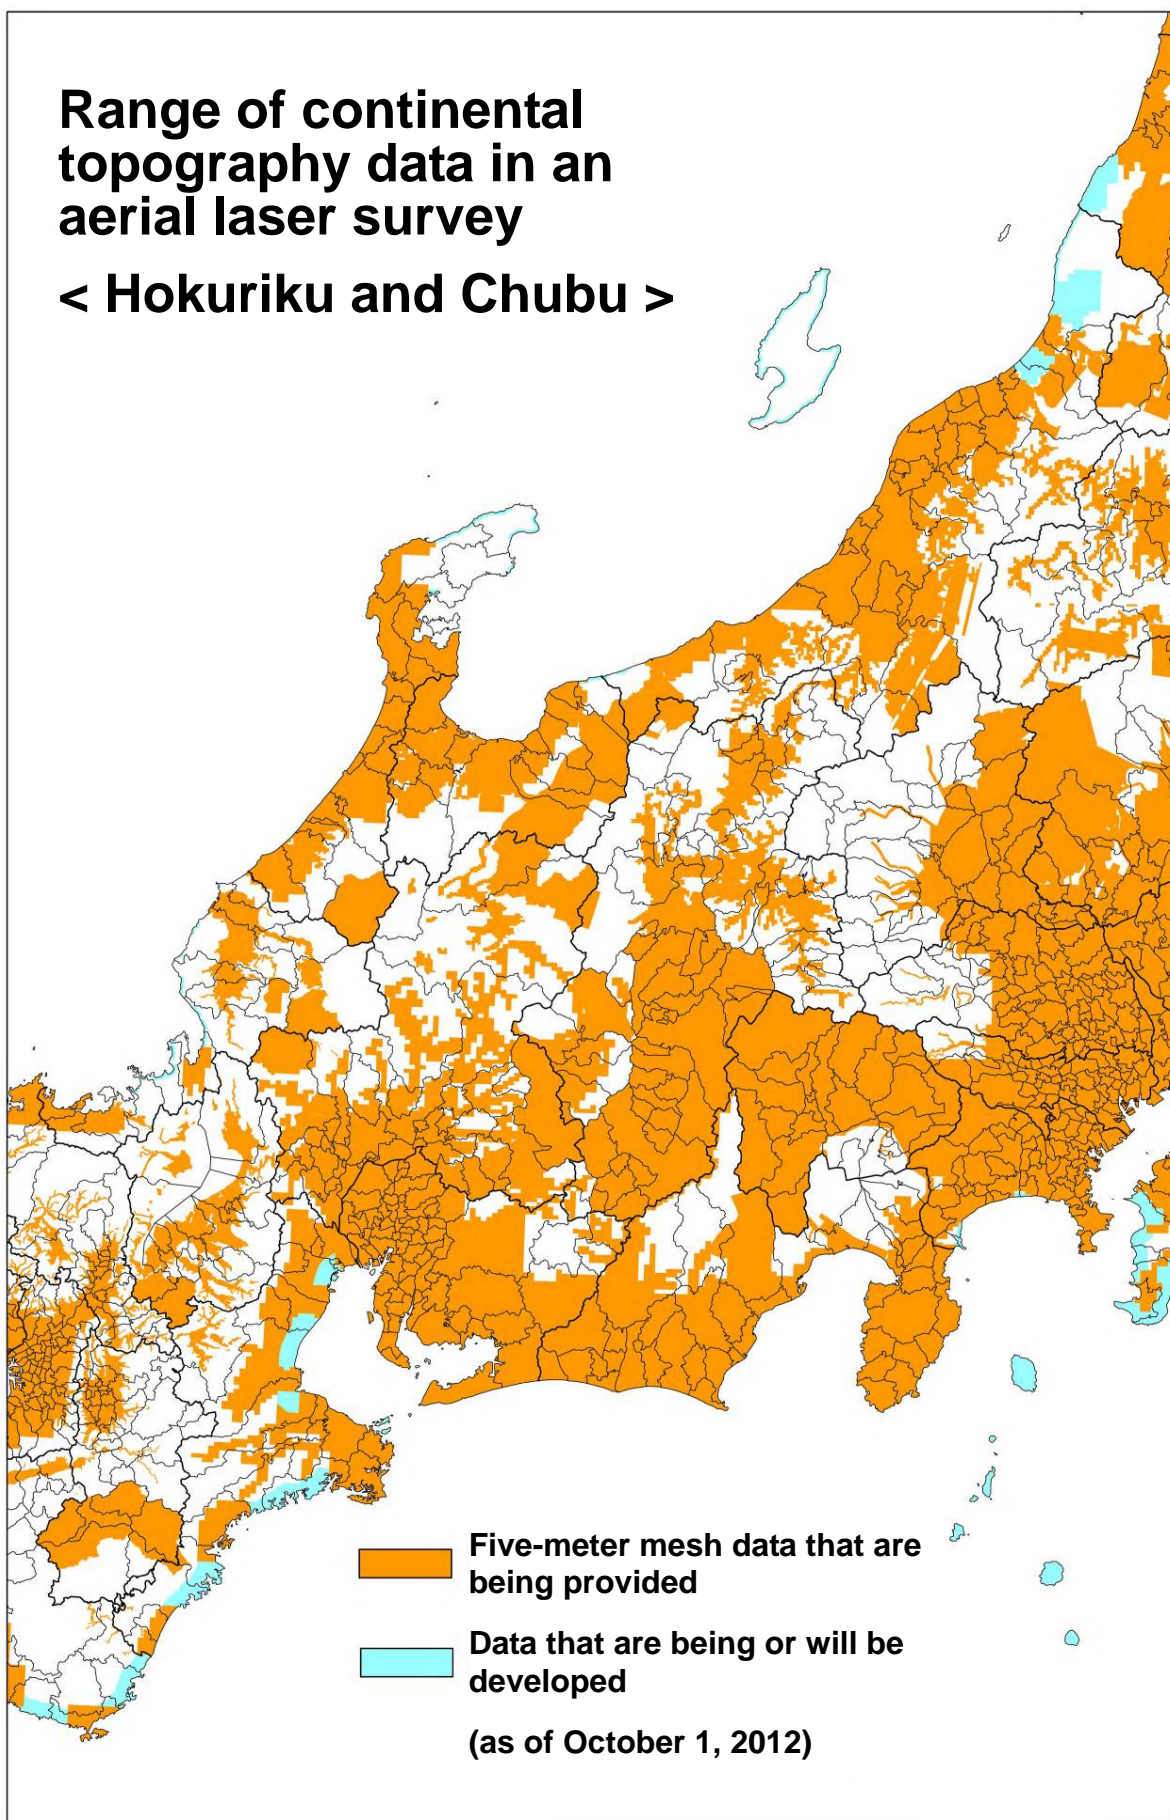 Range of continental
topography data in an
aerial laser survey
< Hokuriku and Chubu >
Five-meter mesh data that are
being provided
Data that are being or will be
developed
(as of October 1, 2012)